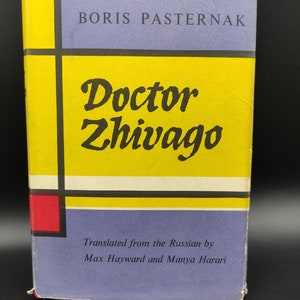 BORIS PASTERNAK
Doctor
Zhivago
Translated from the Russian by
Max Hayward and Manya Harari